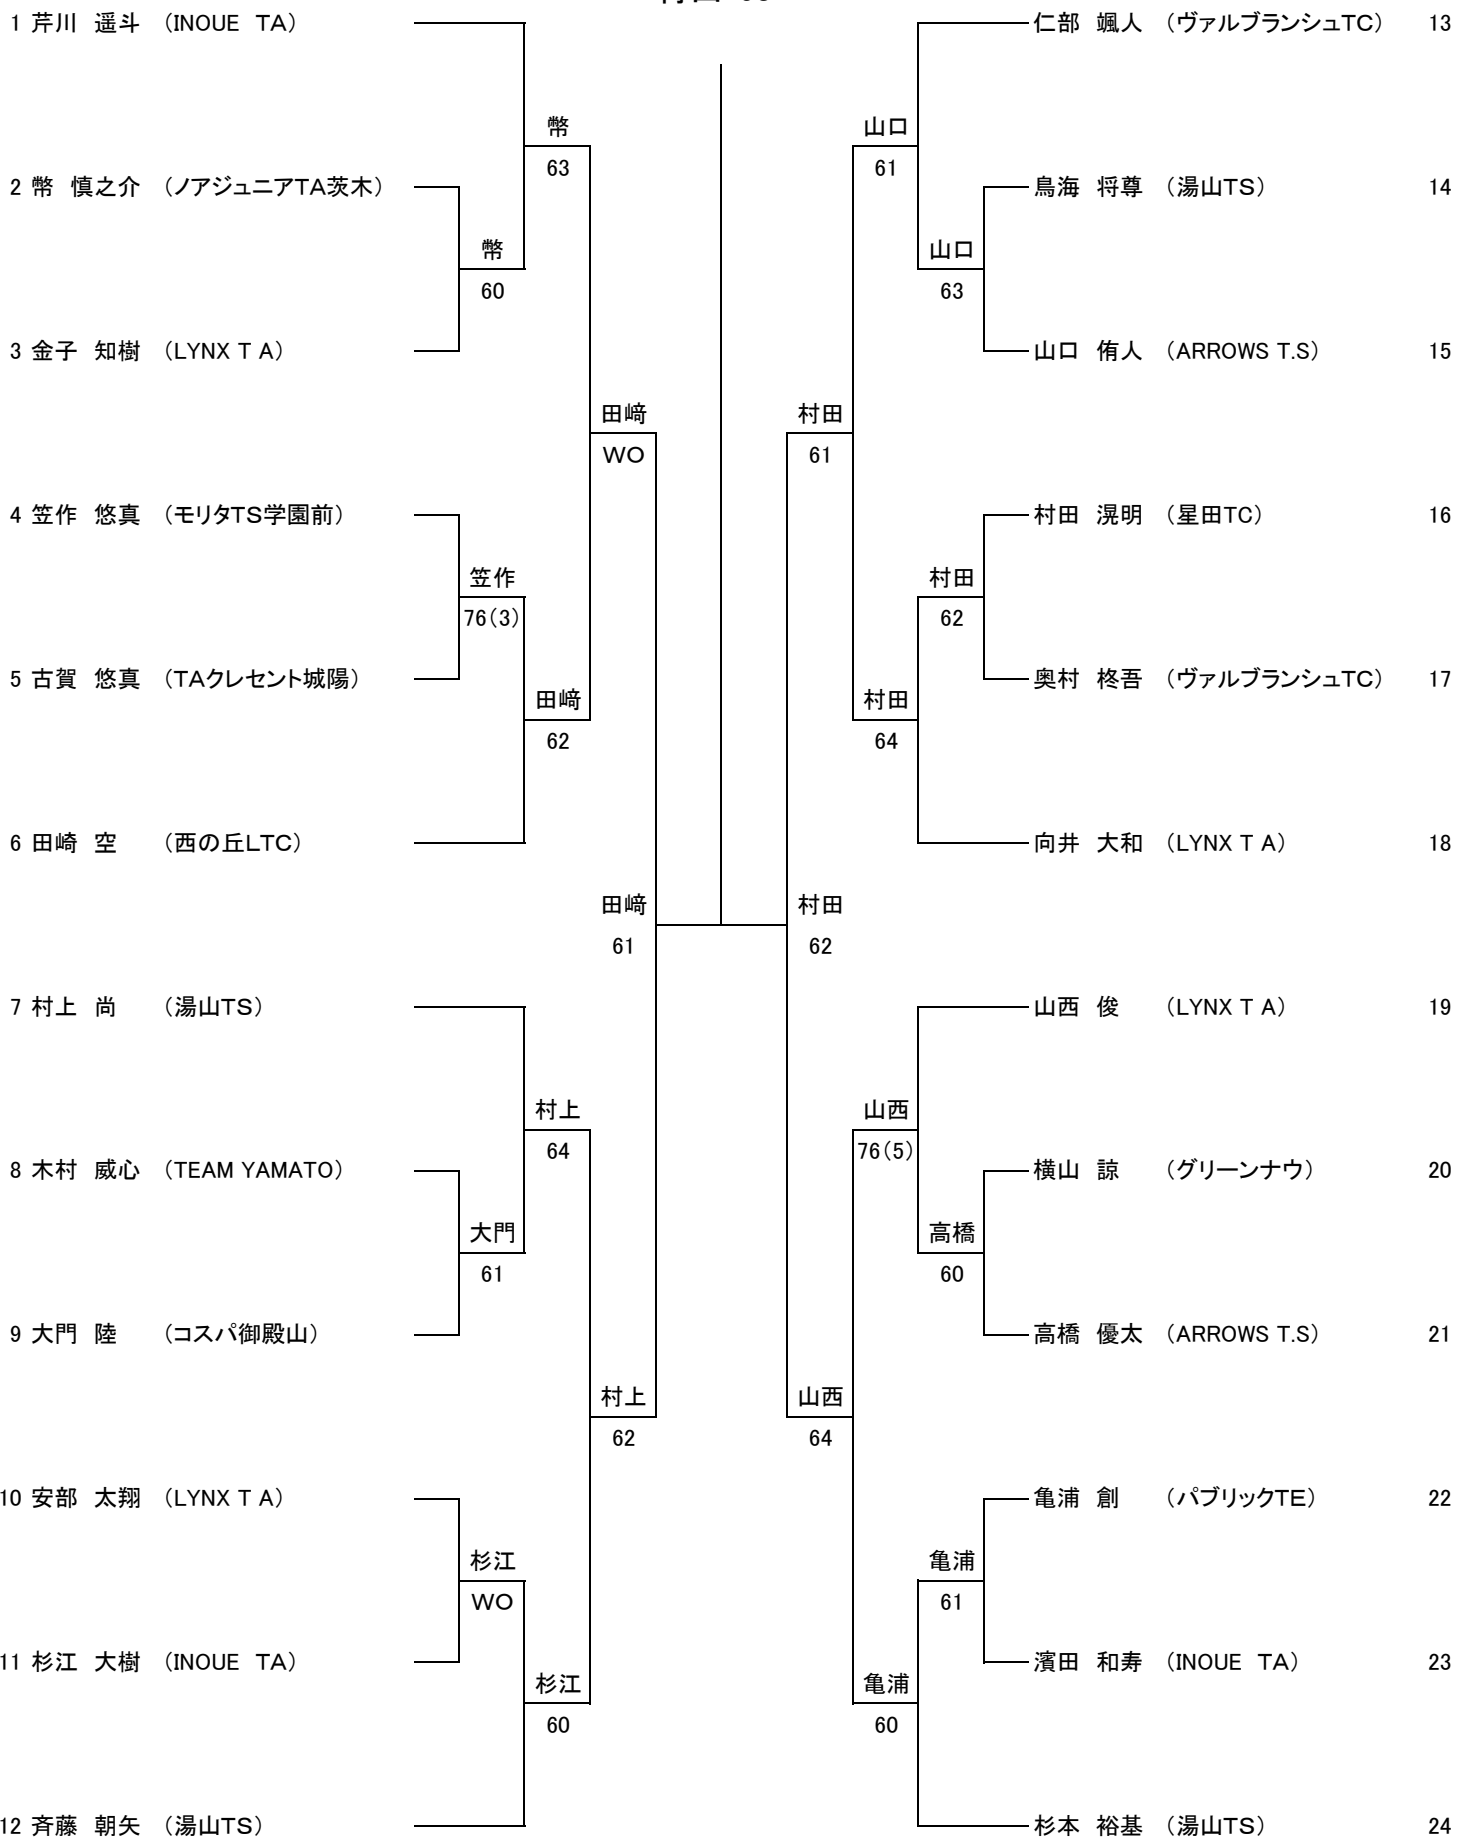 1 芹川 遥斗 （INOUE TA） 仁部 颯人 （ヴァルブランシュTC） 13
幣 山口
63 61
2 幣 慎之介 （ノアジュニアTA茨木） 鳥海 将尊 （湯山TS） 14
幣 山口
60 63
3 金子 知樹 （LYNX T A） 山口 侑人 （ARROWS T.S） 15
田﨑 村田
WO 61
4 笠作 悠真 （モリタTS学園前） 村田 滉明 （星田TC） 16
笠作 村田
76(3) 62
5 古賀 悠真 （TAクレセント城陽） 奥村 柊吾 （ヴァルブランシュTC） 17
田﨑 村田
62 64
6 田﨑 空 （西の丘LTC） 向井 大和 （LYNX T A） 18
田﨑 村田
61 62
7 村上 尚 （湯山TS） 山西 俊 （LYNX T A） 19
村上 山西
64 76(5)
8 木村 威心 （TEAM YAMATO） 横山 諒 （グリーンナウ） 20
大門 高橋
61 60
9 大門 陸 （コスパ御殿山） 高橋 優太 （ARROWS T.S） 21
村上 山西
62 64
10 安部 太翔 （LYNX T A） 亀浦 創 （パブリックTE） 22
杉江 亀浦
WO 61
11 杉江 大樹 （INOUE TA） 濱田 和寿 （INOUE TA） 23
杉江 亀浦
60 60
12 斉藤 朝矢 （湯山TS） 杉本 裕基 （湯山TS） 24